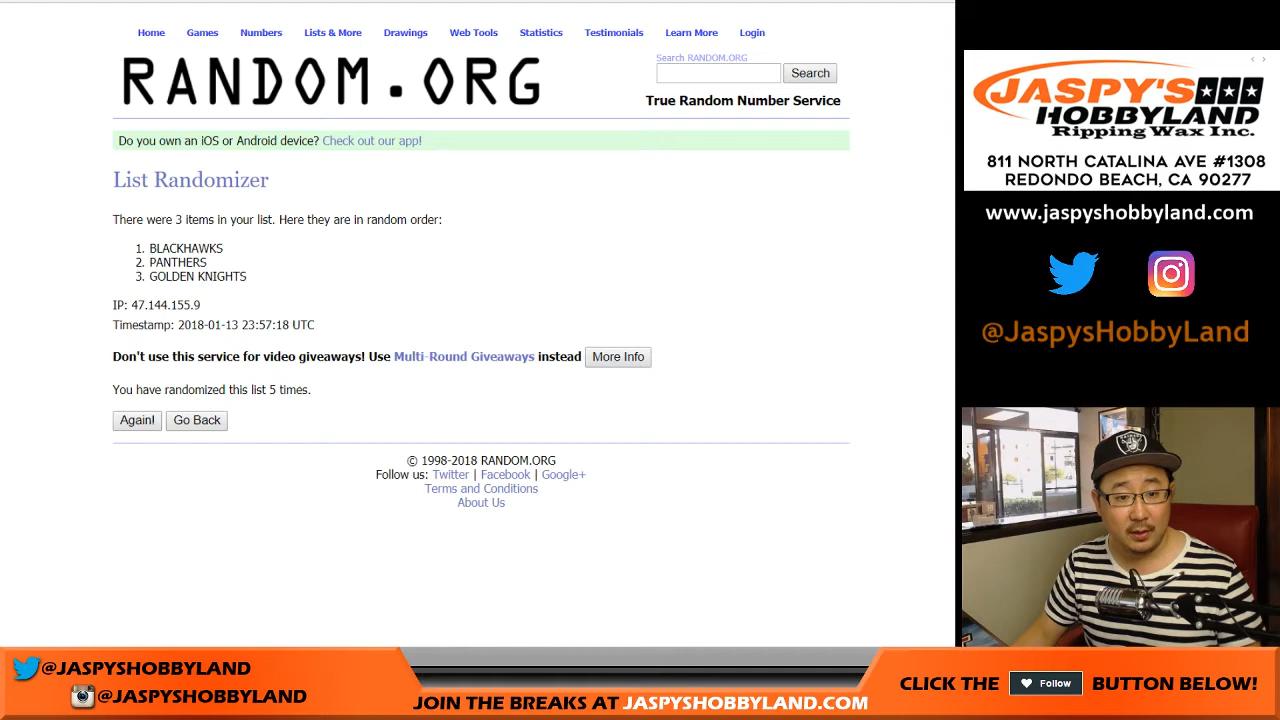 Home Games Numbers Lists & More Drawings Web Tools Statistics Testimonials Learn More Login
RANDOM.ORG
Search RANDOM.ORG
Search
True Random Number Service
Do you own an iOS or Android device? Check out our app!
List Randomizer
There were 3 items in your list. Here they are in random order:
1. BLACKHAWKS
2. PANTHERS
3. GOLDEN KNIGHTS
IP: 47.144.155.9
Timestamp: 2018-01-13 23:57:18 UTC
Don't use this service for video giveaways! Use Multi-Round Giveaways instead More Info
You have randomized this list 5 times.
Again! Go Back
© 1998-2018 RANDOM.ORG
Follow us: Twitter | Facebook | Google+
Terms and Conditions
About Us
JASPY'S
HOBBYLAND
Ripping Wax Inc.
811 NORTH CATALINA AVE #1308
REDONDO BEACH, CA 90277
www.jaspyshobbyland.com
@JaspysHobbyLand
@JASPYSHOBBYLAND
@JASPYSHOBBYLAND
JOIN THE BREAKS AT JASPYSHOBBYLAND.COM
CLICK THE Follow BUTTON BELOW!